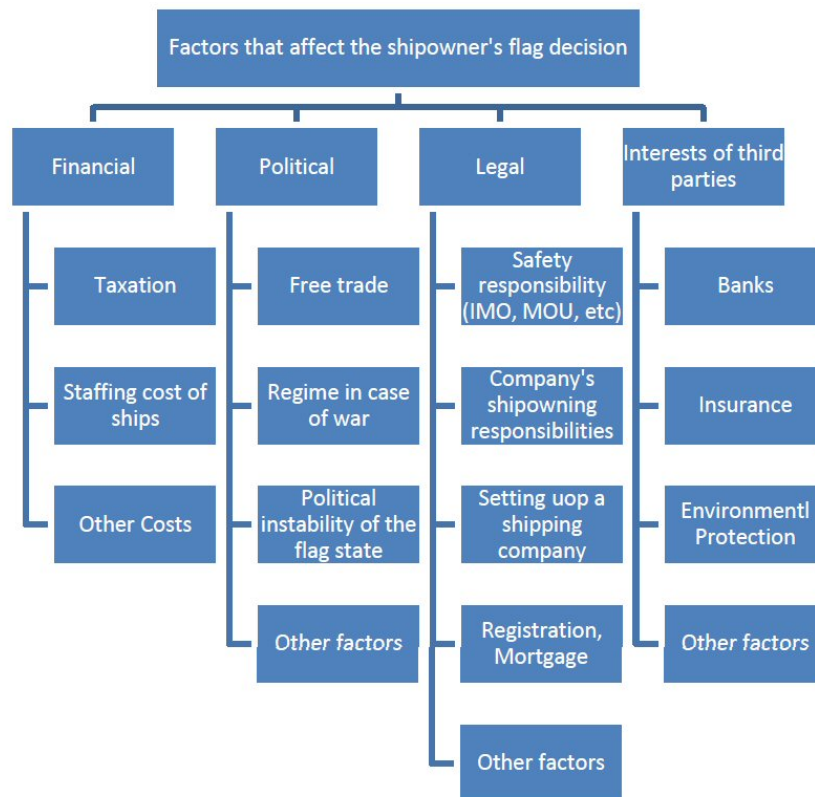 Factors that affect the shipowner's flag decision
Financial
Political
Legal
Interests of third
parties
Taxation
Free trade
Safety
responsibility
(IMO, MOU, etc)
Banks
Staffing cost of
ships
Regime in case
of war
Company's
shipowning
responsibilities
Insurance
Other Costs
Political
instability of the
flag state
Setting uop a
shipping
company
Environmentl
Protection
Other factors
Registration,
Mortgage
Other factors
Other factors